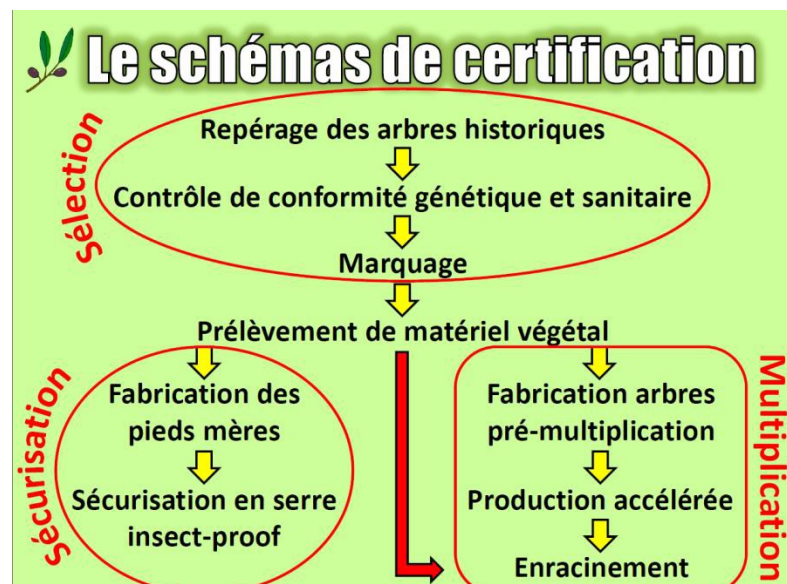 Le schémas de certification
Sélection
Repérage des arbres historiques
Contrôle de conformité génétique et sanitaire
Marquage
Prélèvement de matériel végétal
Sécurisation
Fabrication des
pieds mères
Sécurisation en serre
insect-proof
Multiplication
Fabrication arbres
pré-multiplication
Production accélérée
Enracinement